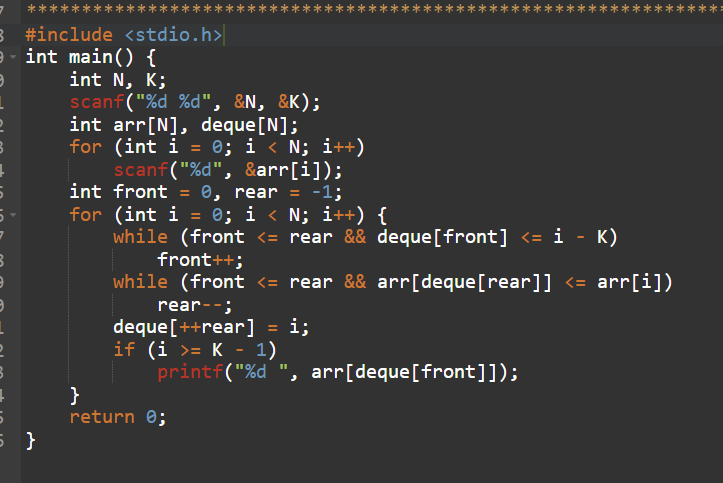 *****************************************************************
#include <stdio.h>
int main() {
    int N, K;
    scanf("%d %d", &N, &K);
    int arr[N], deque[N];
    for (int i = 0; i < N; i++)
        scanf("%d", &arr[i]);
    int front = 0, rear = -1;
    for (int i = 0; i < N; i++) {
        while (front <= rear && deque[front] <= i - K)
            front++;
        while (front <= rear && arr[deque[rear]] <= arr[i])
            rear--;
        deque[++rear] = i;
        if (i >= K - 1)
            printf("%d ", arr[deque[front]]);
    }
    return 0;
}